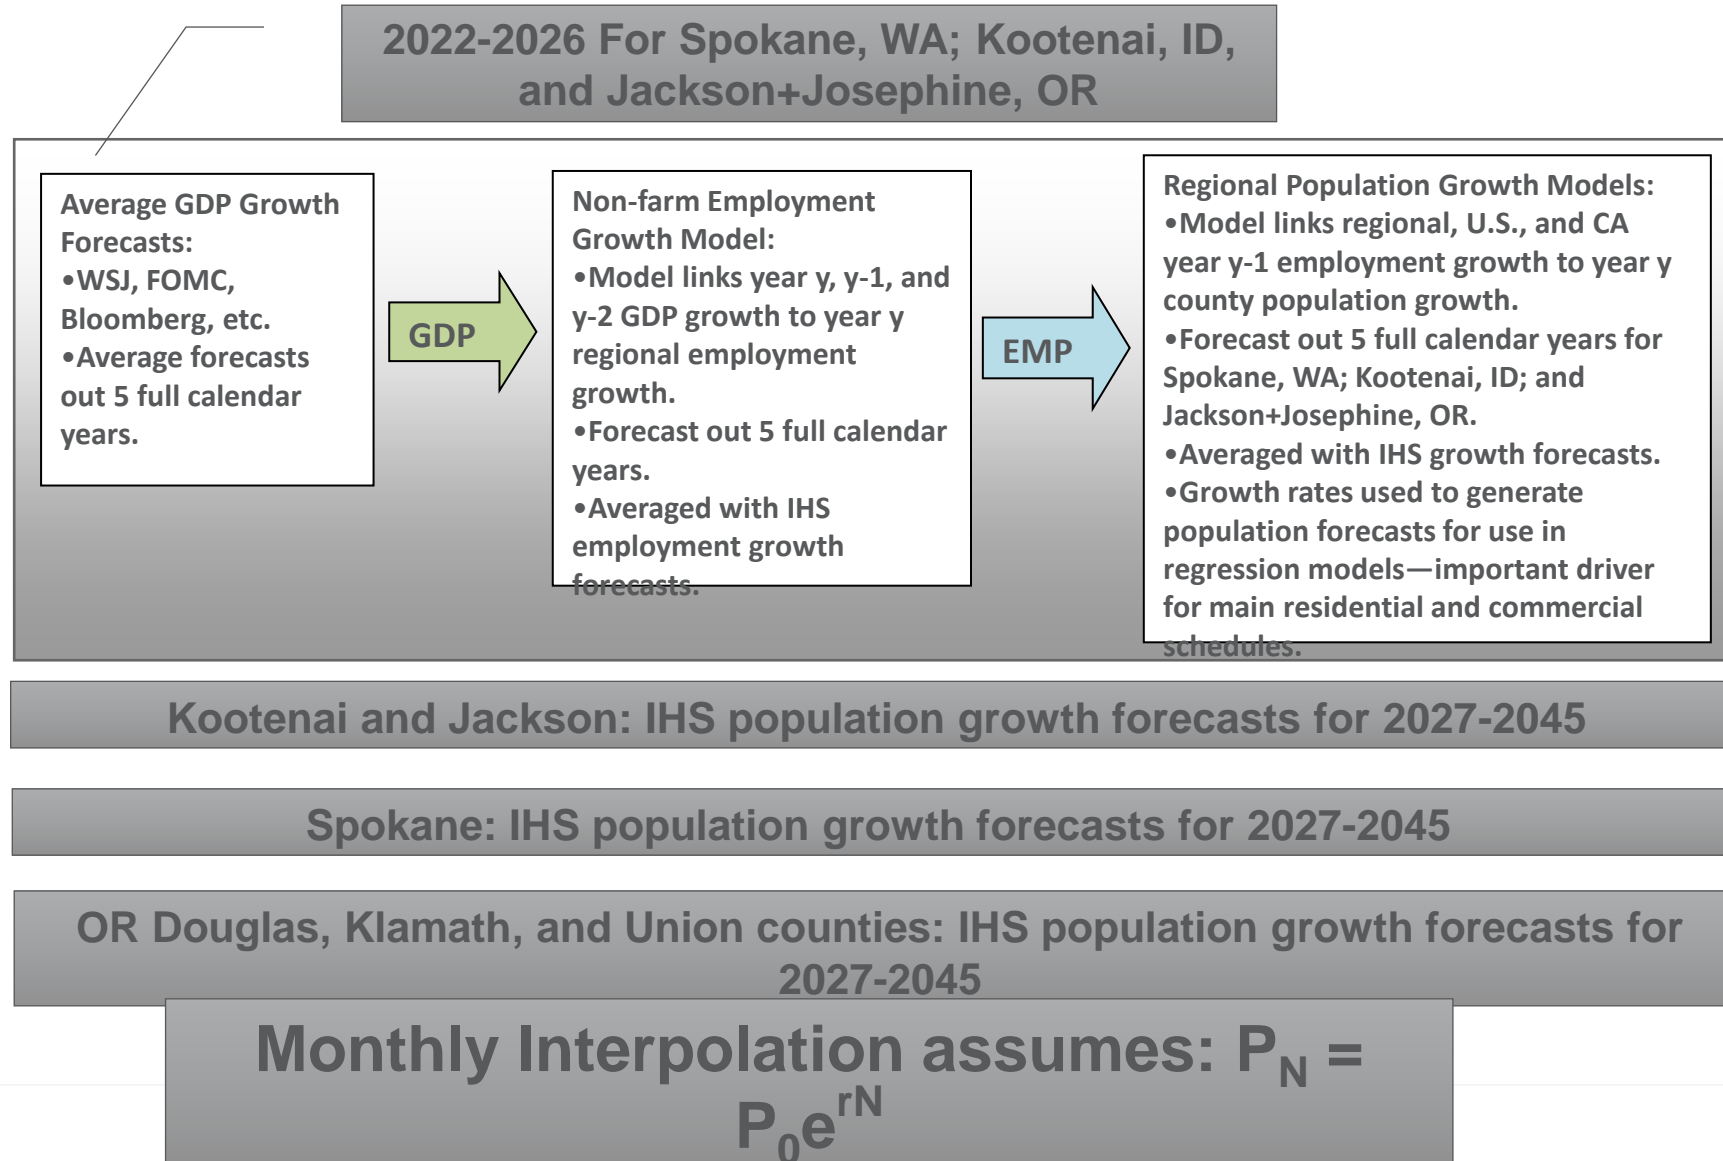 2022-2026 For Spokane, WA; Kootenai, ID,
and Jackson+Josephine, OR
Average GDP Growth
Forecasts:
•WSJ, FOMC,
Bloomberg, etc.
•Average forecasts
out 5 full calendar
years.
GDP
Non-farm Employment
Growth Model:
•Model links year y, y-1, and
y-2 GDP growth to year y
regional employment
growth.
•Forecast out 5 full calendar
years.
•Averaged with IHS
employment growth
forecasts.
EMP
Regional Population Growth Models:
•Model links regional, U.S., and CA
year y-1 employment growth to year y
county population growth.
•Forecast out 5 full calendar years for
Spokane, WA; Kootenai, ID; and
Jackson+Josephine, OR.
•Averaged with IHS growth forecasts.
•Growth rates used to generate
population forecasts for use in
regression models—important driver
for main residential and commercial
schedules.
Kootenai and Jackson: IHS population growth forecasts for 2027-2045
Spokane: IHS population growth forecasts for 2027-2045
OR Douglas, Klamath, and Union counties: IHS population growth forecasts for
2027-2045
Monthly Interpolation assumes: P_N =
P_0e^rN